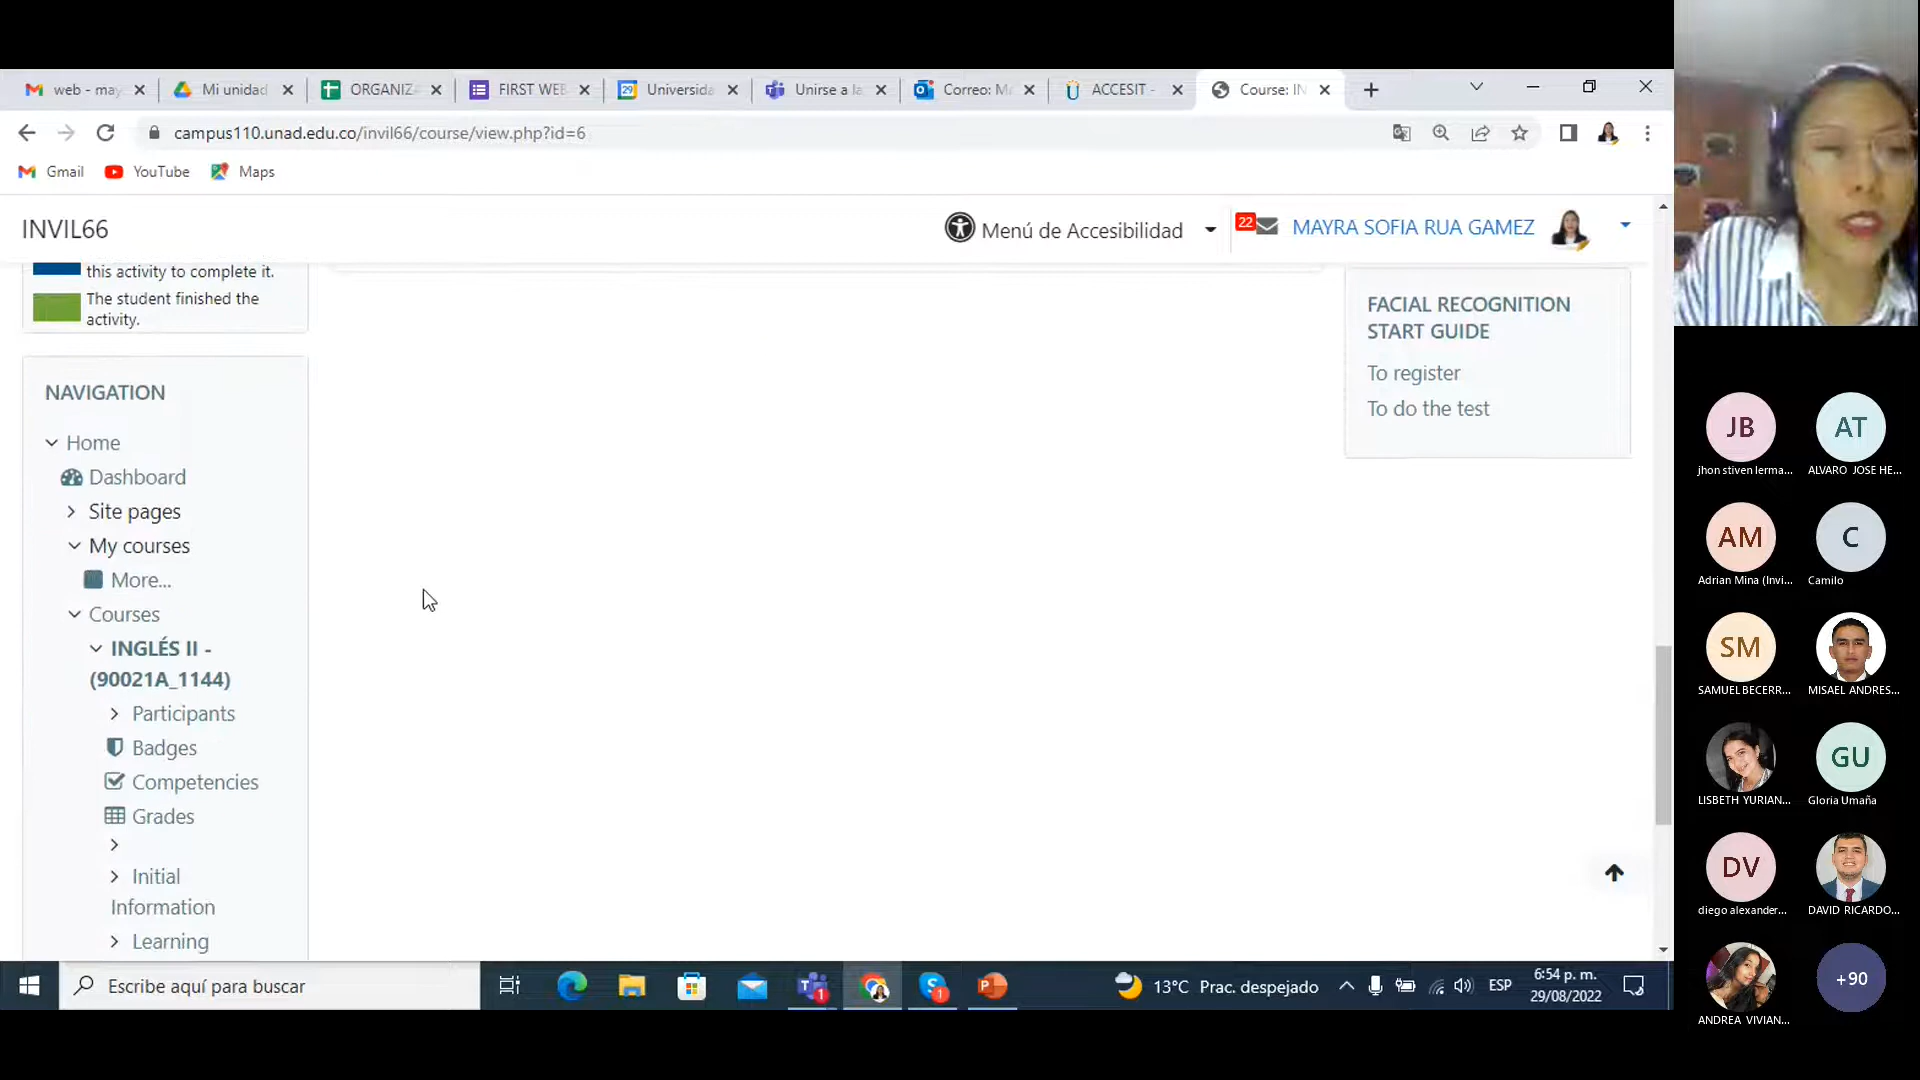 web - may
Mi unidad
ORGANIZA
FIRST WEB
29
Universida
Unirse a la
Correo: Ma
ACCESIT -
Course: IN
campus110.unad.edu.co/invil66/course/view.php?id=6
Gmail
YouTube
Maps
INVIL66
Menú de Accesibilidad
22
MAYRA SOFIA RUA GAMEZ
this activity to complete it.
The student finished the
activity.
NAVIGATION
Home
Dashboard
Site pages
My courses
More...
Courses
INGLÉS II -
(90021A_1144)
Participants
Badges
Competencies
Grades
Initial
Information
Learning
FACIAL RECOGNITION
START GUIDE
To register
To do the test
Escribe aquí para buscar
1
1
13°C Prac. despejado
ESP
6:54 p. m.
29/08/2022
JB
jhon stiven lerma...
AT
ALVARO JOSE HE...
AM
Adrian Mina (Invi...
C
Camilo
SM
SAMUEL BECERR...
MISAEL ANDRES...
LISBETH YURIAN...
GU
Gloria Umaña
DV
diego alexander...
DAVID RICARDO...
ANDREA VIVIAN...
+90